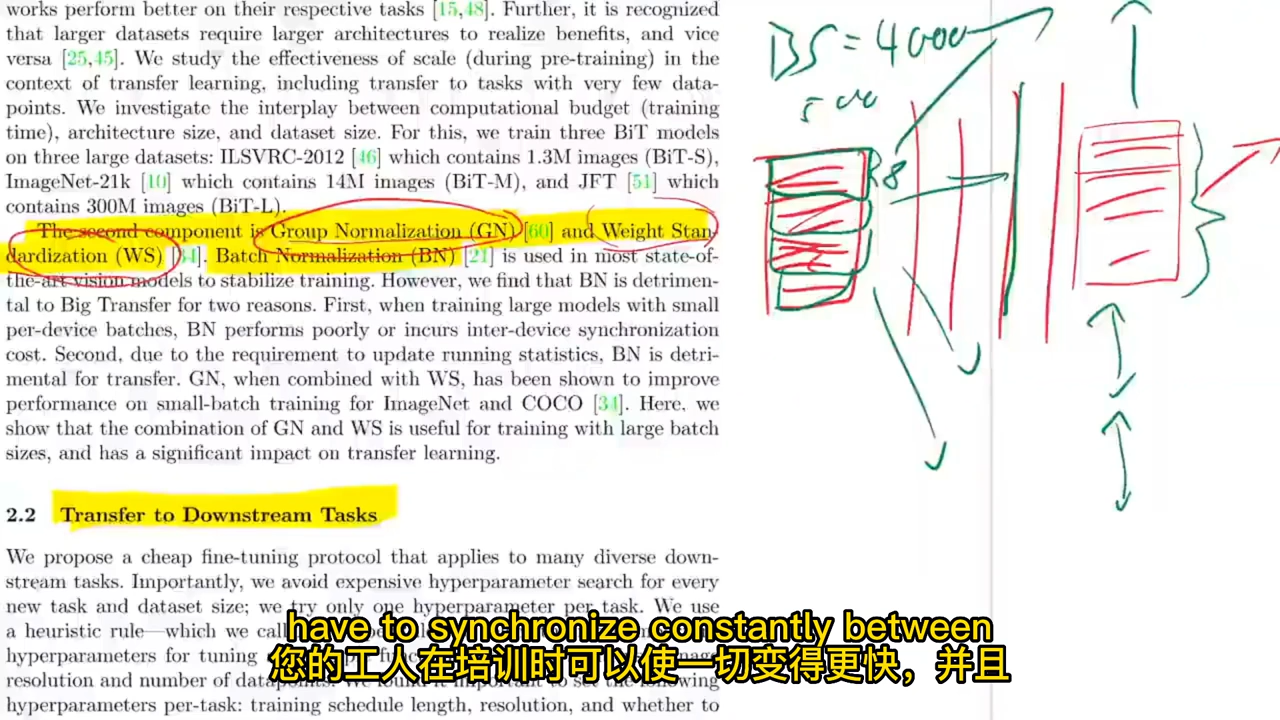 works perform better on their respective tasks [15,48]. Further, it is recognized
that larger datasets require larger architectures to realize benefits, and vice
versa [25,45]. We study the effectiveness of scale (during pre-training) in the
context of transfer learning, including transfer to tasks with very few data-
points. We investigate the interplay between computational budget (training
time), architecture size, and dataset size. For this, we train three BiT models
on three large datasets: ILSVRC-2012 [46] which contains 1.3M images (BiT-S),
ImageNet-21k [10] which contains 14M images (BiT-M), and JFT [51] which
contains 300M images (BiT-L).
The second component is Group Normalization (GN) [60] and Weight Stan-
dardization (WS) [34]. Batch Normalization (BN) [21] is used in most state-of-
the-art vision models to stabilize training. However, we find that BN is detrimen-
tal to Big Transfer for two reasons. First, when training large models with small
per-device batches, BN performs poorly or incurs inter-device synchronization
cost. Second, due to the requirement to update running statistics, BN is detri-
mental for transfer. GN, when combined with WS, has been shown to improve
performance on small-batch training for ImageNet and COCO [34]. Here, we
show that the combination of GN and WS is useful for training with large batch
sizes, and has a significant impact on transfer learning.
2.2 Transfer to Downstream Tasks
We propose a cheap fine-tuning protocol that applies to many diverse down-
stream tasks. Importantly, we avoid expensive hyperparameter search for every
new task and dataset size; we try only one hyperparameter per task. We use
a heuristic rule—which we call
hyperparameters for tuning
resolution and number of datapoints. We found it important to set the following
hyperparameters per-task: training schedule length, resolution, and whether to
BS = 4000
500
8
have to synchronize constantly between
您的工人在培训时可以使一切变得更快，并且